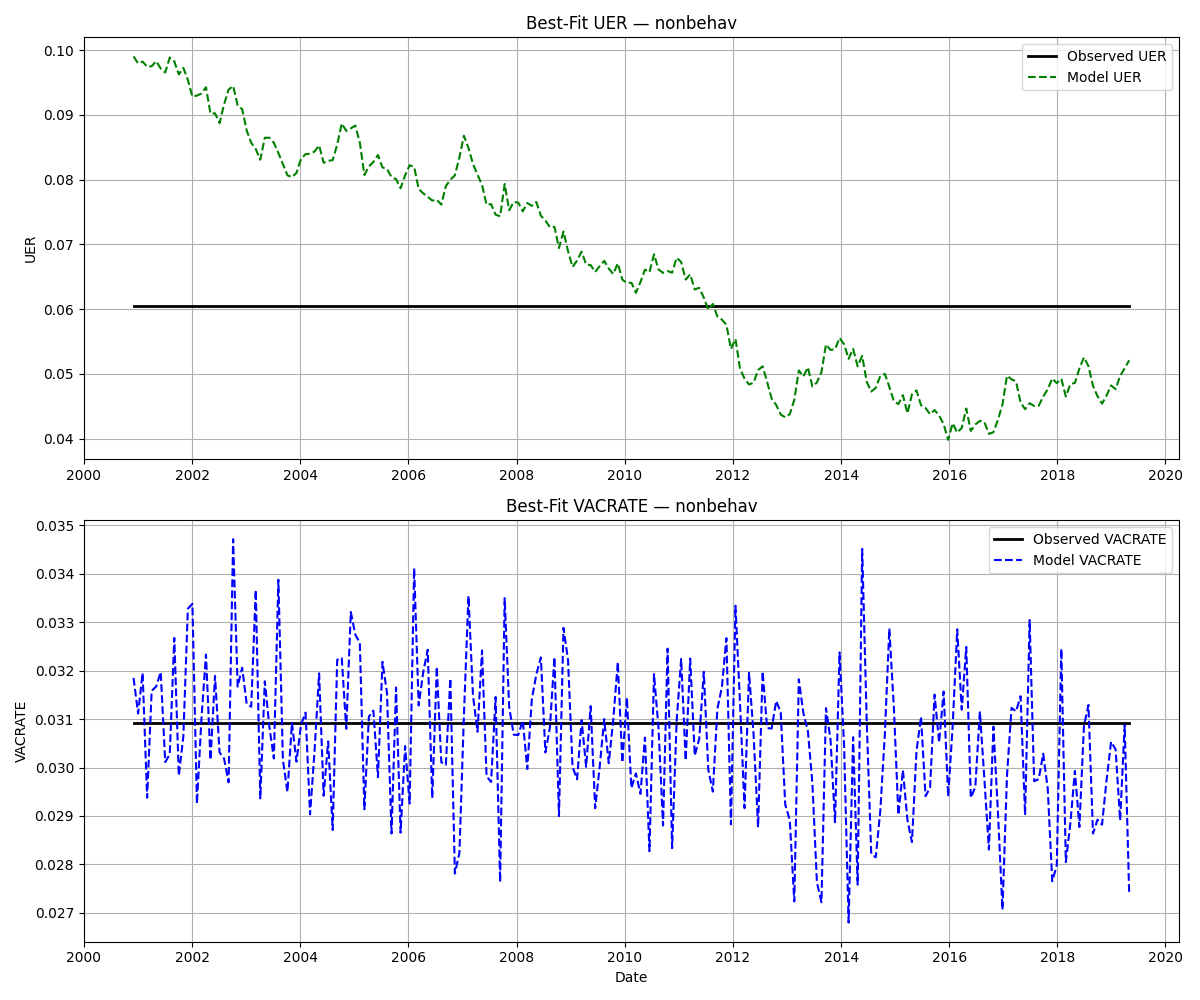 Best-Fit UER — nonbehav
Observed UER
Model UER
UER
0.10
0.09
0.08
0.07
0.06
0.05
0.04
2000 2002 2004 2006 2008 2010 2012 2014 2016 2018 2020
Best-Fit VACRATE — nonbehav
Observed VACRATE
Model VACRATE
VACRATE
0.035
0.034
0.033
0.032
0.031
0.030
0.029
0.028
0.027
2000 2002 2004 2006 2008 2010 2012 2014 2016 2018 2020
Date